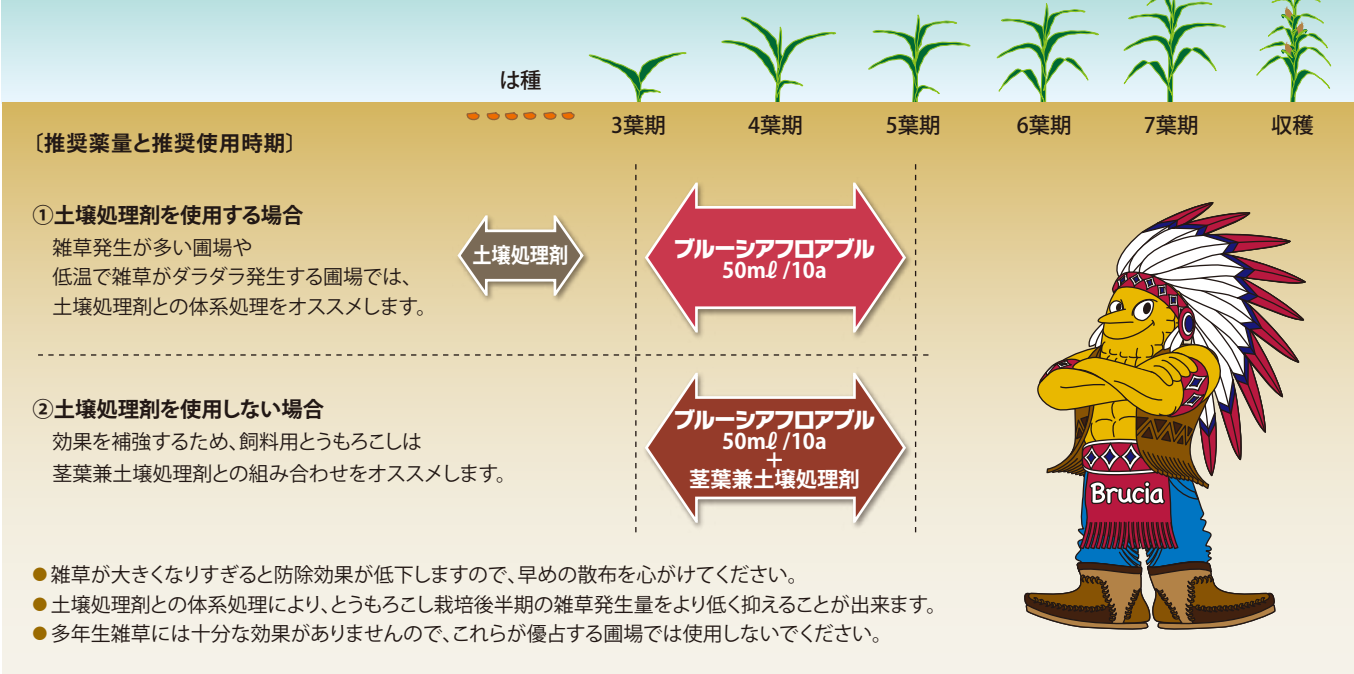 は種
3葉期
4葉期
5葉期
6葉期
7葉期
収穫
〔推奨薬量と推奨使用時期〕
①土壌処理剤を使用する場合
雑草発生が多い圃場や
低温で雑草がダラダラ発生する圃場では、
土壌処理剤との体系処理をオススメします。
土壌処理剤
ブルーシアフロアブル
50mℓ/10a
②土壌処理剤を使用しない場合
効果を補強するため、飼料用とうもろこしは
茎葉兼土壌処理剤との組み合わせをオススメします。
ブルーシアフロアブル
50mℓ/10a
+
茎葉兼土壌処理剤
Brucia
●雑草が大きくなりすぎると防除効果が低下しますので、早めの散布を心がけてください。
●土壌処理剤との体系処理により、とうもろこし栽培後半期の雑草発生量をより低く抑えることが出来ます。
●多年生雑草には十分な効果がありませんので、これらが優占する圃場では使用しないでください。